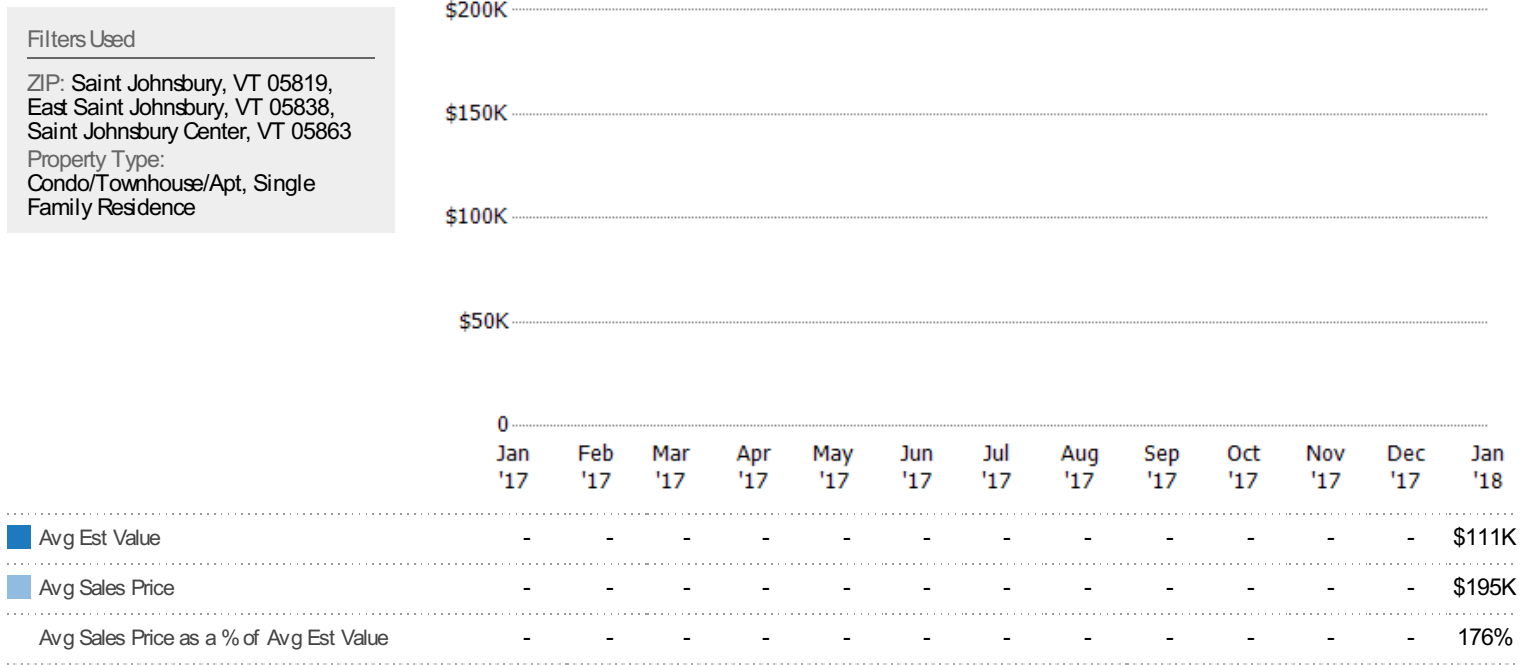 Filters Used
ZIP: Saint Johnsbury, VT 05819,
East Saint Johnsbury, VT 05838,
Saint Johnsbury Center, VT 05863
Property Type:
Condo/Townhouse/Apt, Single
Family Residence
$200K
$150K
$100K
$50K
0
Jan Feb Mar Apr May Jun Jul Aug Sep Oct Nov Dec Jan
'17 '17 '17 '17 '17 '17 '17 '17 '17 '17 '17 '17 '18
Avg Est Value - - - - - - - - - - - - $111K
Avg Sales Price - - - - - - - - - - - - $195K
Avg Sales Price as a % of Avg Est Value - - - - - - - - - - - - 176%